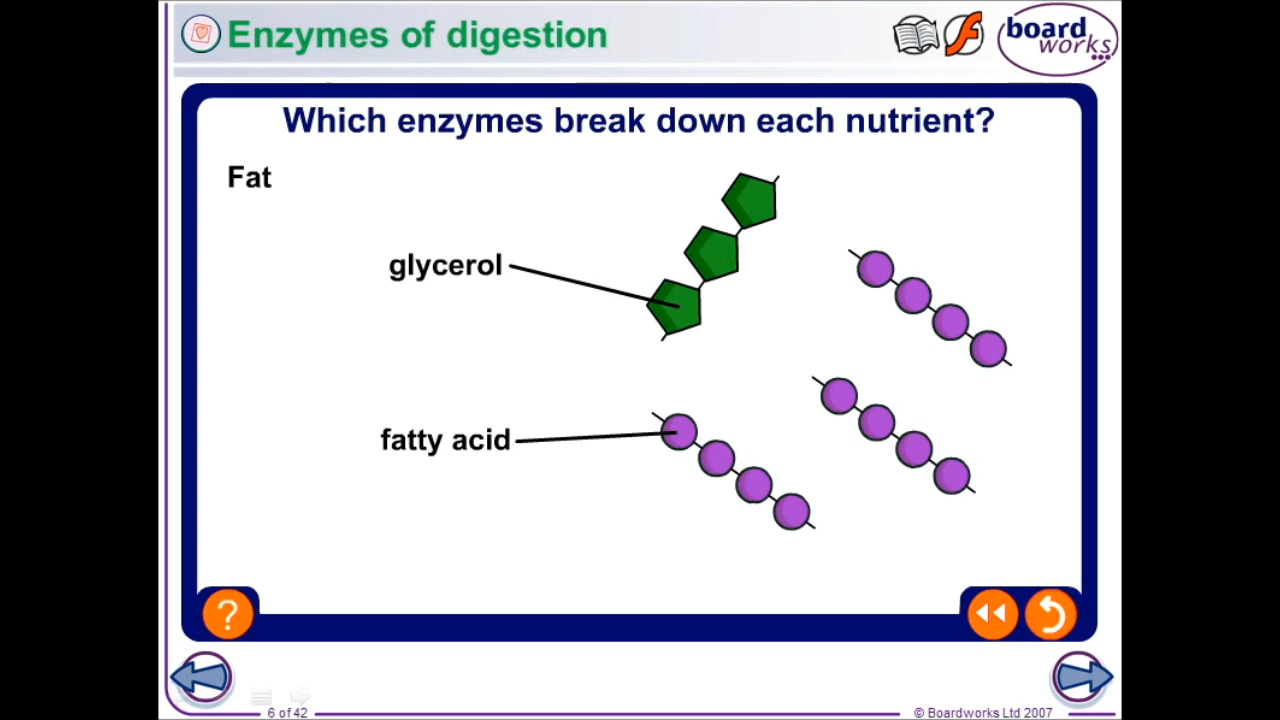 Enzymes of digestion
board
works
Which enzymes break down each nutrient?
Fat
glycerol
fatty acid
?
6 of 42
© Boardworks Ltd 2007